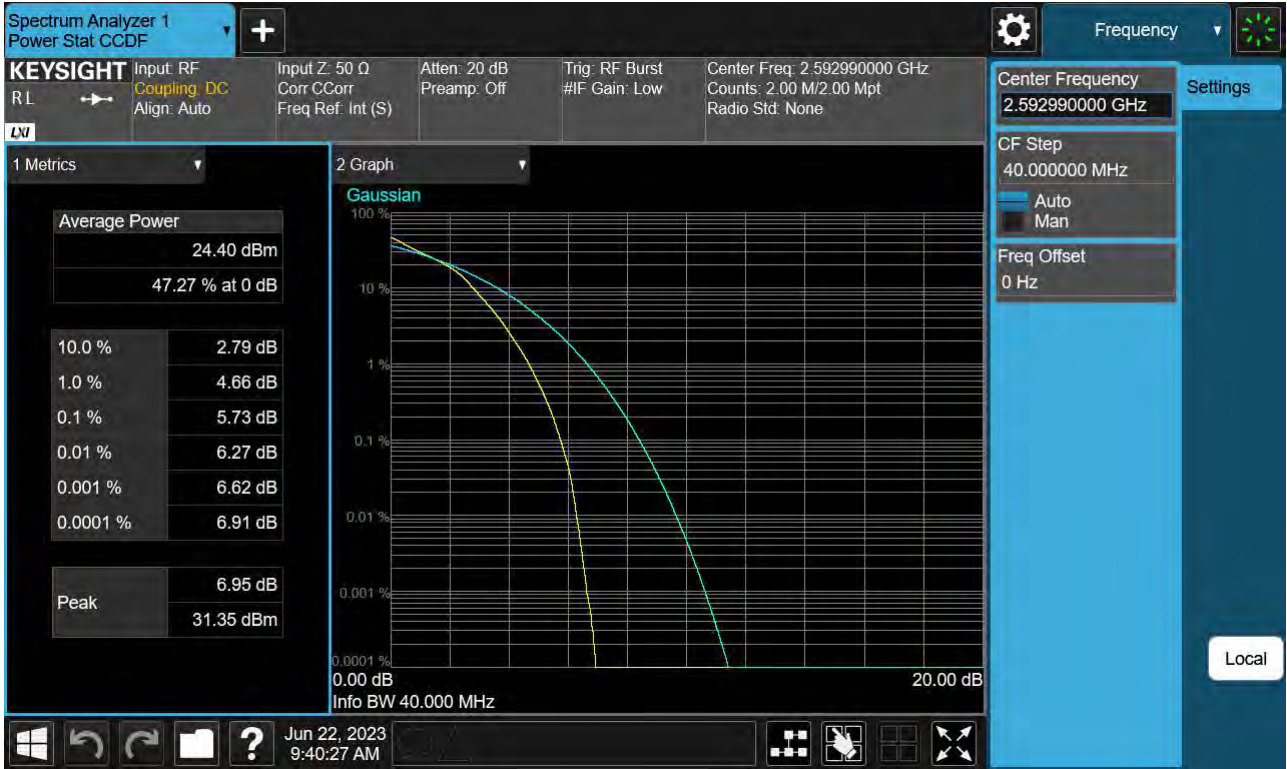 Spectrum Analyzer 1
Power Stat CCDF
Frequency
KEYSIGHT
RL
LXI
Input: RF
Coupling: DC
Align: Auto
Input Z: 50 Ω
Corr CCorr
Freq Ref: Int (S)
Atten: 20 dB
Preamp: Off
Trig: RF Burst
#IF Gain: Low
Center Freq: 2.592990000 GHz
Counts: 2.00 M/2.00 Mpt
Radio Std: None
Center Frequency
2.592990000 GHz
Settings
CF Step
40.000000 MHz
Auto
Man
Freq Offset
0 Hz
1 Metrics
Average Power
24.40 dBm
47.27 % at 0 dB
10.0 % 2.79 dB
1.0 % 4.66 dB
0.1 % 5.73 dB
0.01 % 6.27 dB
0.001 % 6.62 dB
0.0001 % 6.91 dB
Peak
6.95 dB
31.35 dBm
2 Graph
Gaussian
100 %
10 %
1 %
0.1 %
0.01 %
0.001 %
0.0001 %
0.00 dB
20.00 dB
Info BW 40.000 MHz
Local
?
Jun 22, 2023
9:40:27 AM